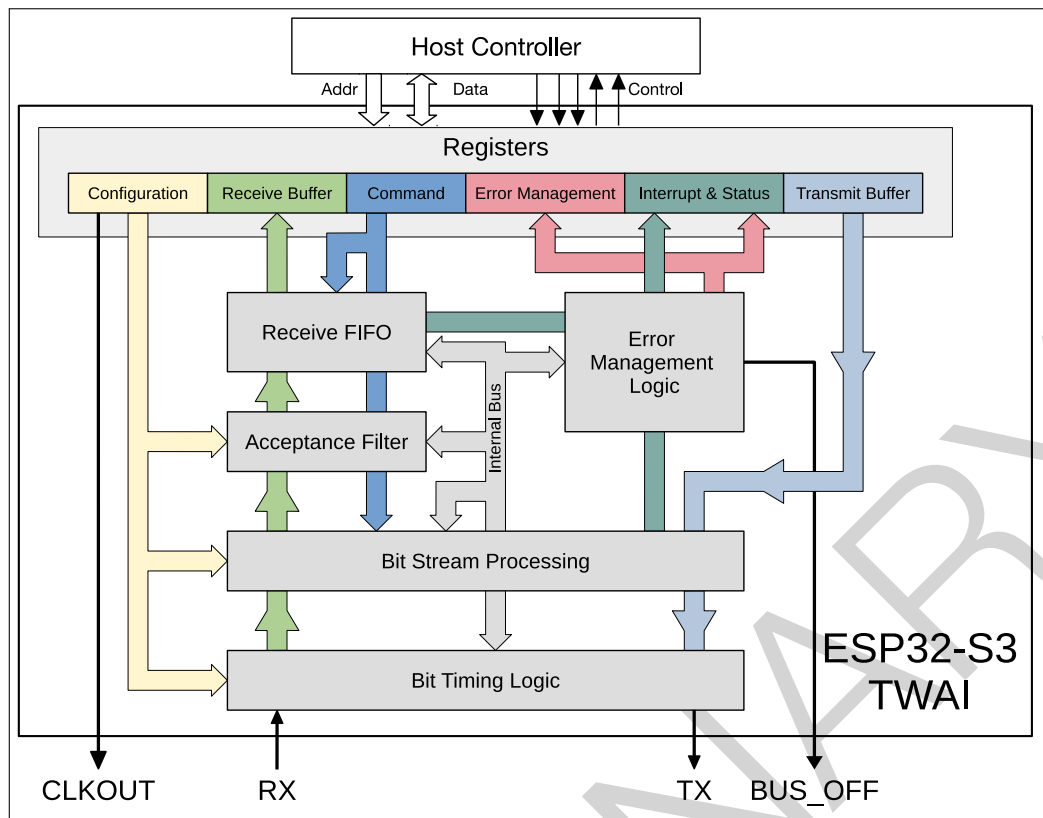 Host Controller
Addr
Data
Control
Registers
Configuration
Receive Buffer
Command
Error Management
Interrupt & Status
Transmit Buffer
Receive FIFO
Error
Management
Logic
Internal Bus
Acceptance Filter
Bit Stream Processing
Bit Timing Logic
ESP32-S3
TWAI
CLKOUT
RX
TX
BUS_OFF